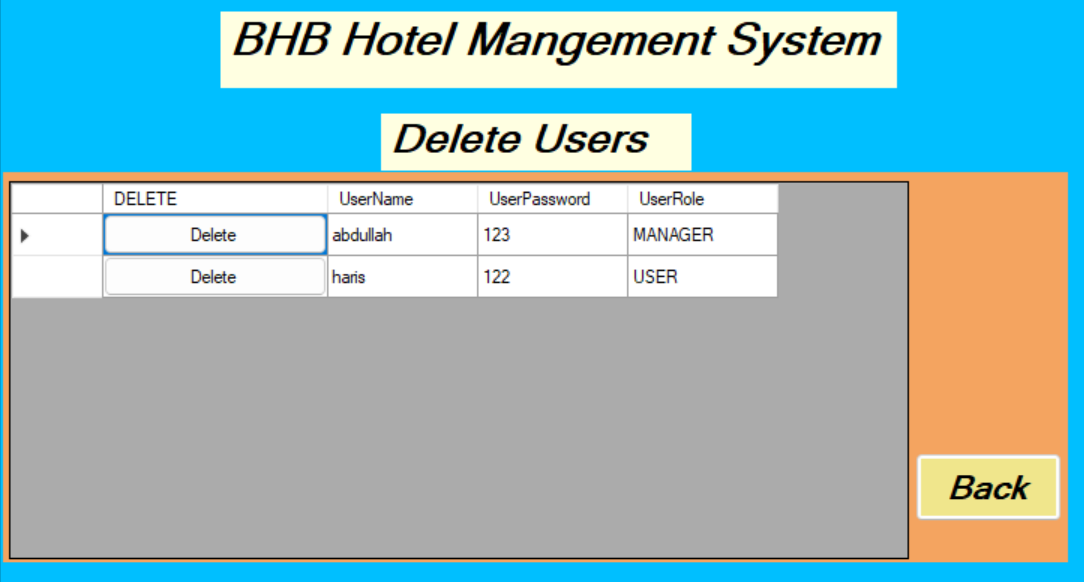 BHB Hotel Mangement System
Delete Users
DELETE UserName UserPassword UserRole
Delete abdullah 123 MANAGER
Delete haris 122 USER
Back